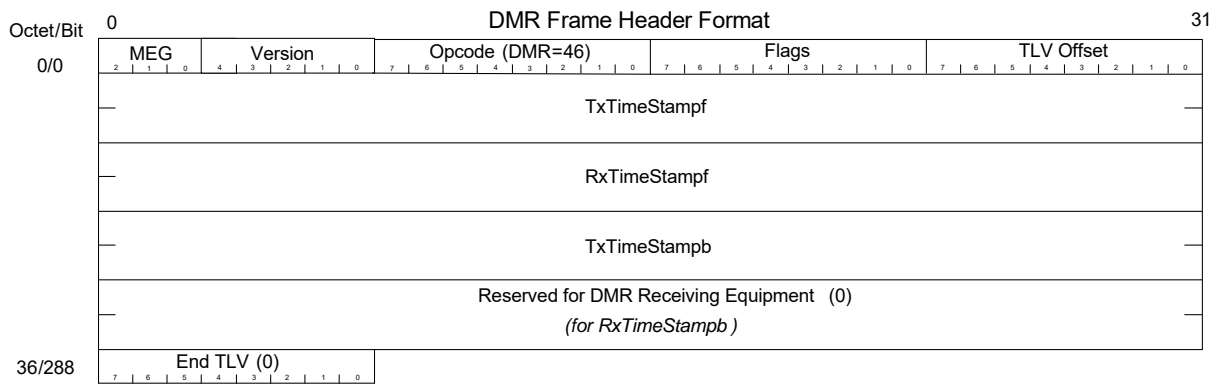 DMR Frame Header Format
Octet/Bit 0 31
MEG Version Opcode (DMR=46) Flags TLV Offset
0/0 2 1 0 4 3 2 1 0 7 6 5 4 3 2 1 0 7 6 5 4 3 2 1 0 7 6 5 4 3 2 1 0
TxTimeStampf
RxTimeStampf
TxTimeStampb
Reserved for DMR Receiving Equipment (0)
(for RxTimeStampb )
End TLV (0)
36/288 7 6 5 4 3 2 1 0